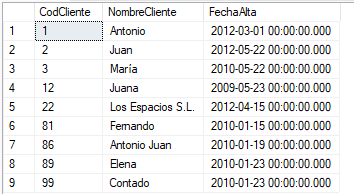 CodCliente NombreCliente FechaAlta
1 1 Antonio 2012-03-01 00:00:00.000
2 2 Juan 2012-05-22 00:00:00.000
3 3 María 2010-05-22 00:00:00.000
4 12 Juana 2009-05-23 00:00:00.000
5 22 Los Espacios S.L. 2012-04-15 00:00:00.000
6 81 Fernando 2010-01-15 00:00:00.000
7 86 Antonio Juan 2010-01-19 00:00:00.000
8 89 Elena 2010-01-23 00:00:00.000
9 99 Contado 2010-01-23 00:00:00.000